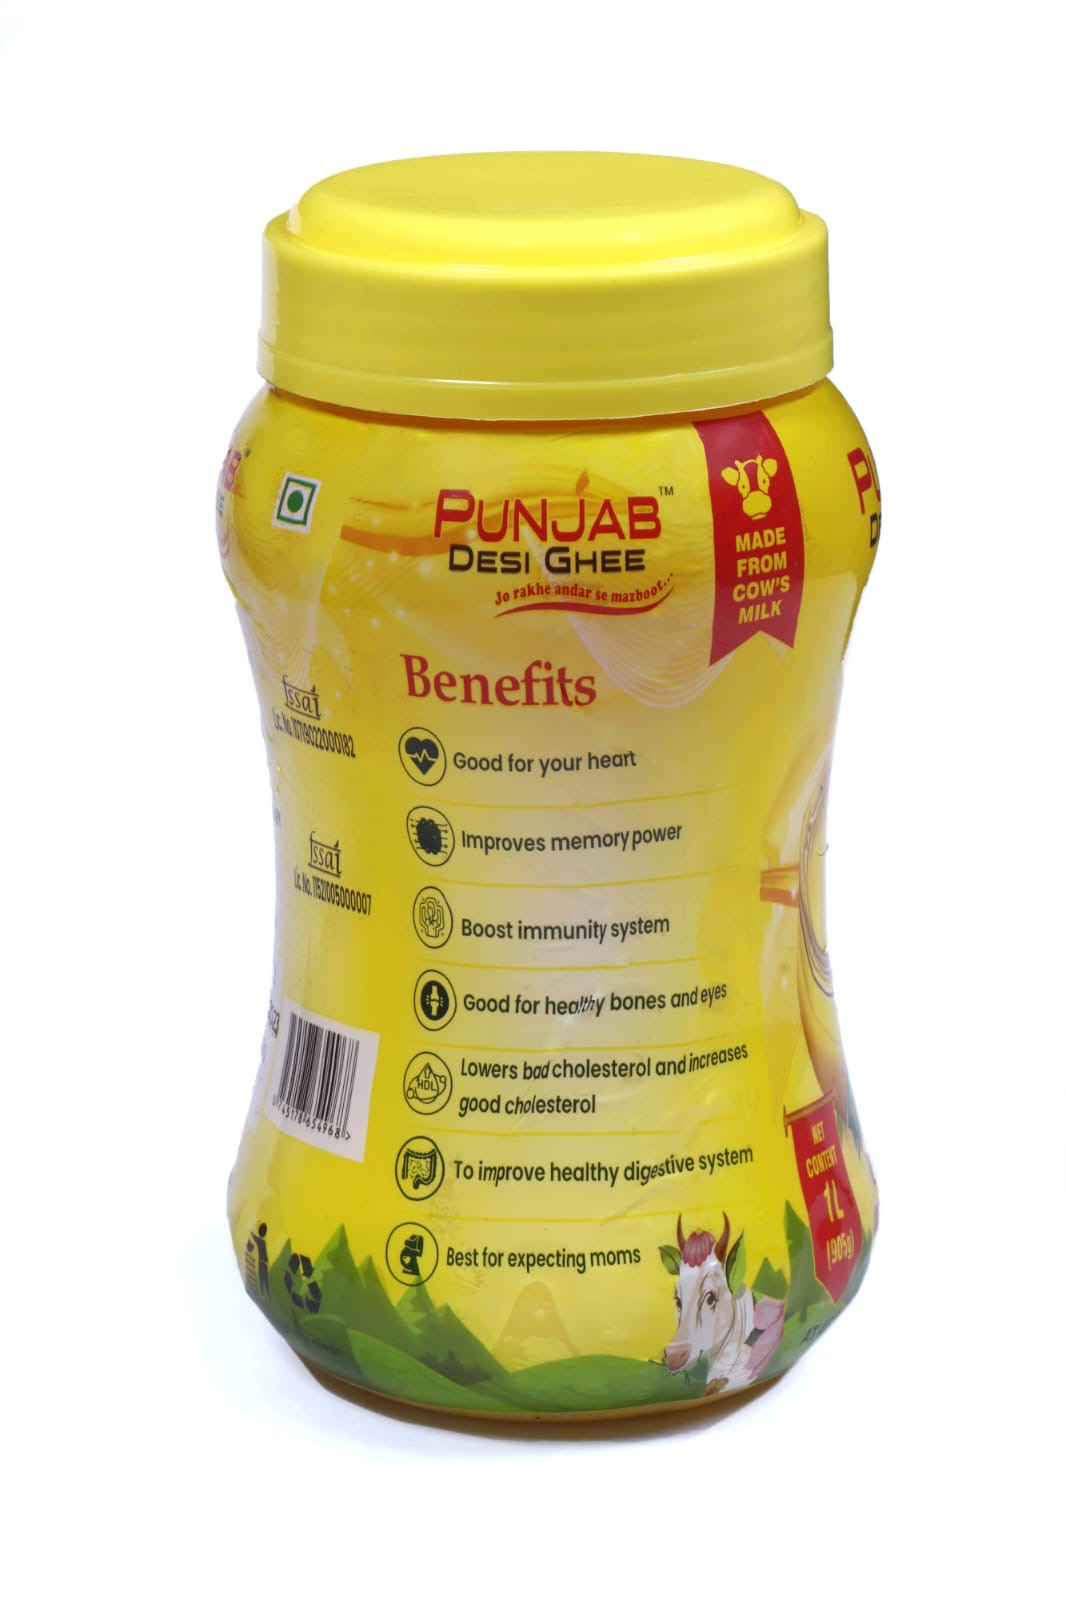 PUNJAB™
DESI GHEE
Jo rakhe andar se mazboot...
MADE
FROM
COW'S
MILK
Benefits
Good for your heart
Improves memory power
Boost immunity system
Good for healthy bones and eyes
HDL
Lowers bad cholesterol and increases
good cholesterol
To improve healthy digestive system
Best for expecting moms
fssai
Lic. No. 10719022000182
fssai
Lic. No. 11521005000007
745178654968
NET
CONTENT
1L
(905g)